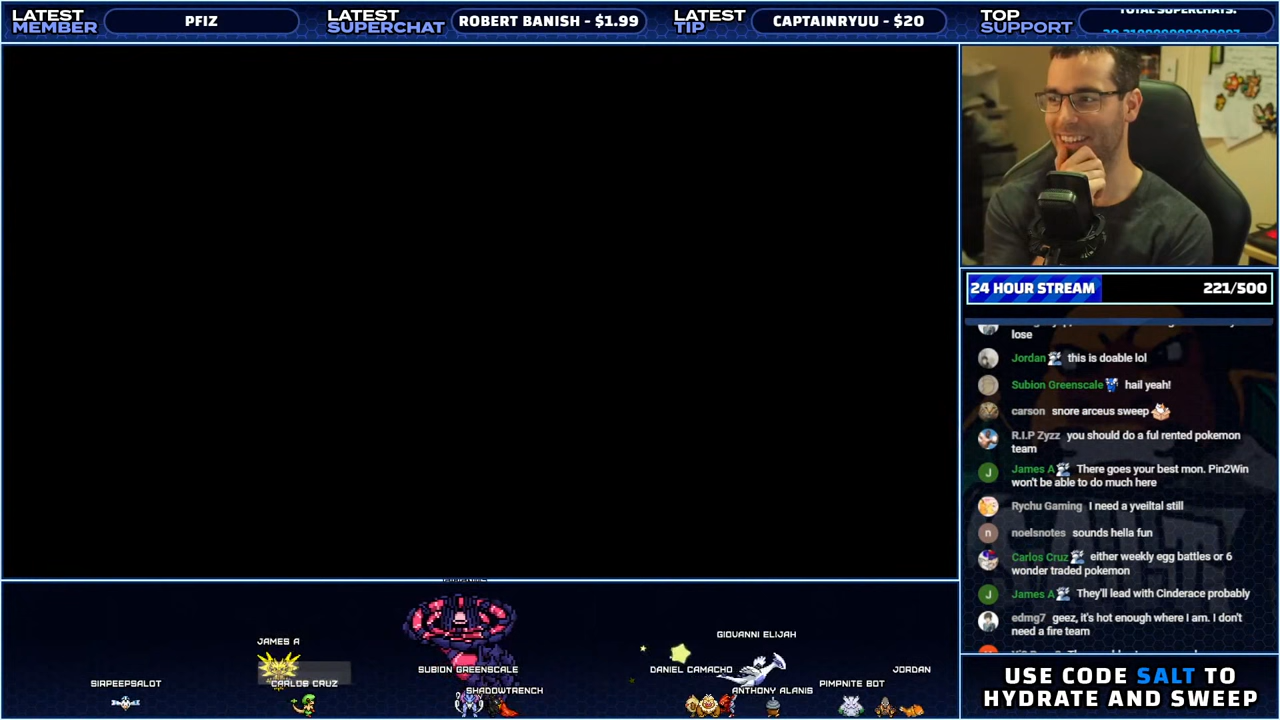 LATEST MEMBER
PFIZ
LATEST SUPERCHAT
ROBERT BANISH - $1.99
LATEST TIP
CAPTAINRYUU - $20
TOP SUPPORT
TOTAL SUPERCHATS:
24 HOUR STREAM 221/500
lose
Jordan this is doable lol
Subion Greenscale hail yeah!
carson snore arceus sweep
R.I.P Zyzz you should do a ful rented pokemon
team
James A There goes your best mon. Pin2Win
won't be able to do much here
Rychu Gaming I need a yveiltal still
noelsnotes sounds hella fun
Carlos Cruz either weekly egg battles or 6
wonder traded pokemon
James A They'll lead with Cinderace probably
edmg7 geez, it's hot enough where I am. I don't
need a fire team
USE CODE SALT TO
HYDRATE AND SWEEP
JAMES A
SIRPEEPSALOT
CARLOS CRUZ
SUBION GREENSCALE
SHADOWTRENCH
GIOVANNI ELIJAH
DANIEL CAMACHO
ANTHONY ALANIS
PIMPNITE BOT
JORDAN